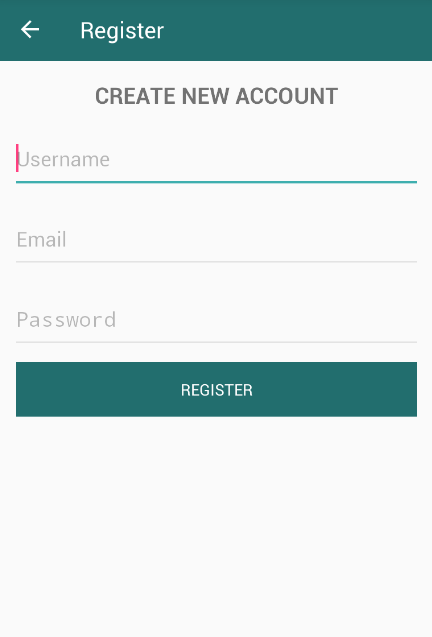 Register
CREATE NEW ACCOUNT
Username
Email
Password
REGISTER